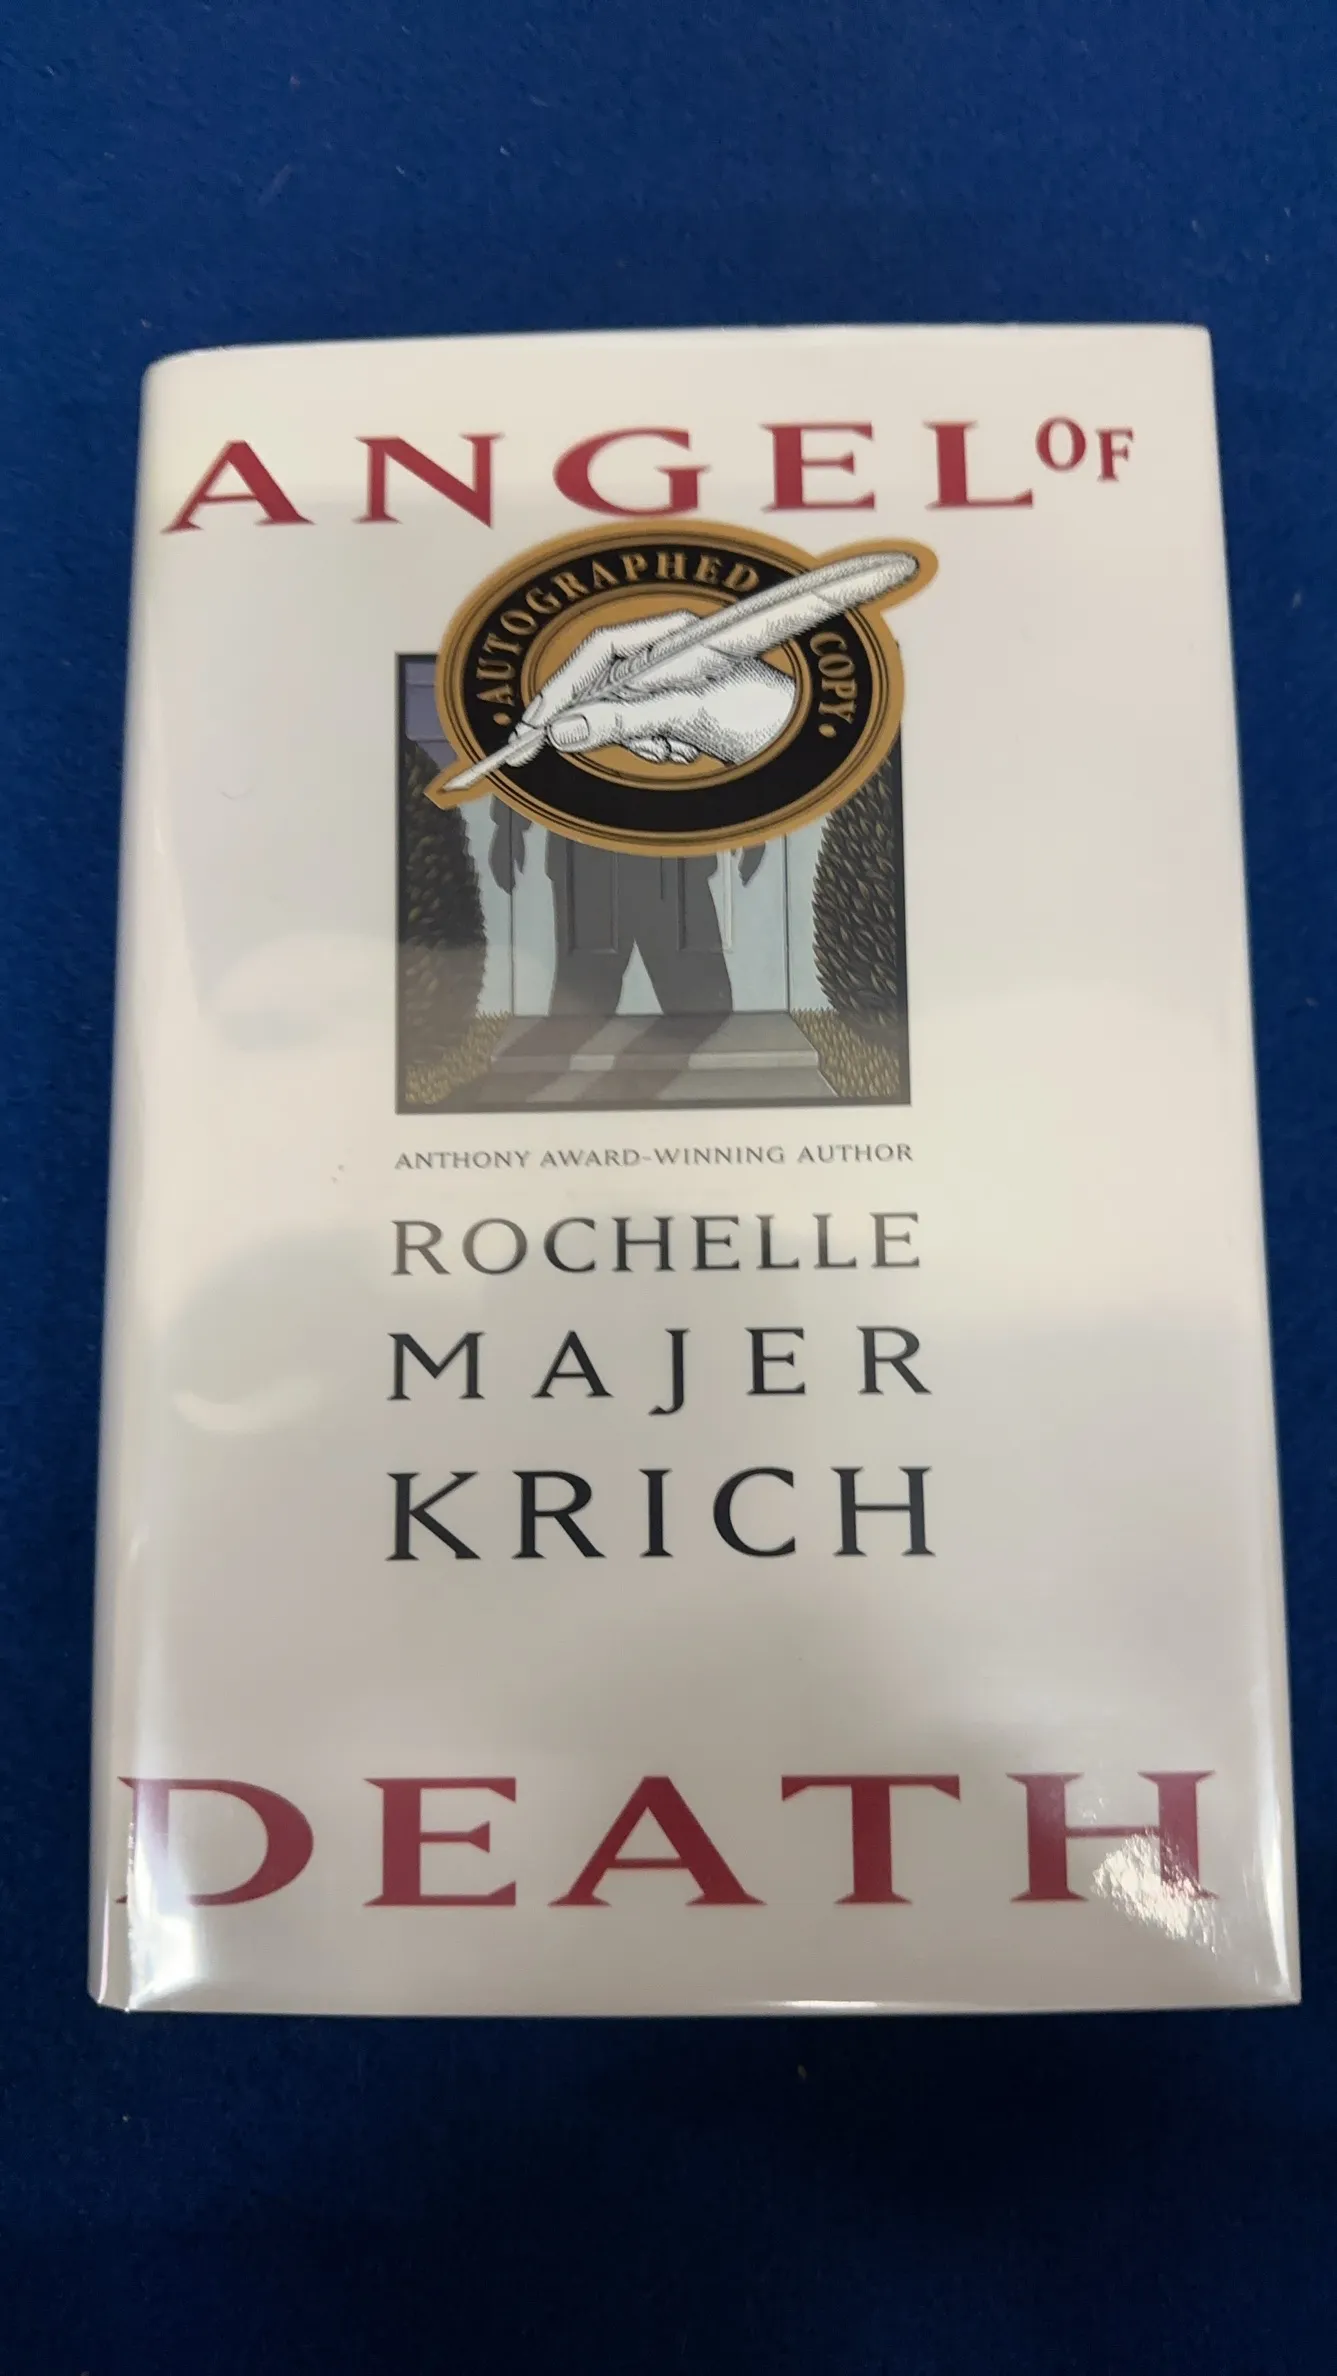 ANGEL OF
•AUTOGRAPHED COPY•
ANTHONY AWARD-WINNING AUTHOR
ROCHELLE
MAJER
KRICH
DEATH